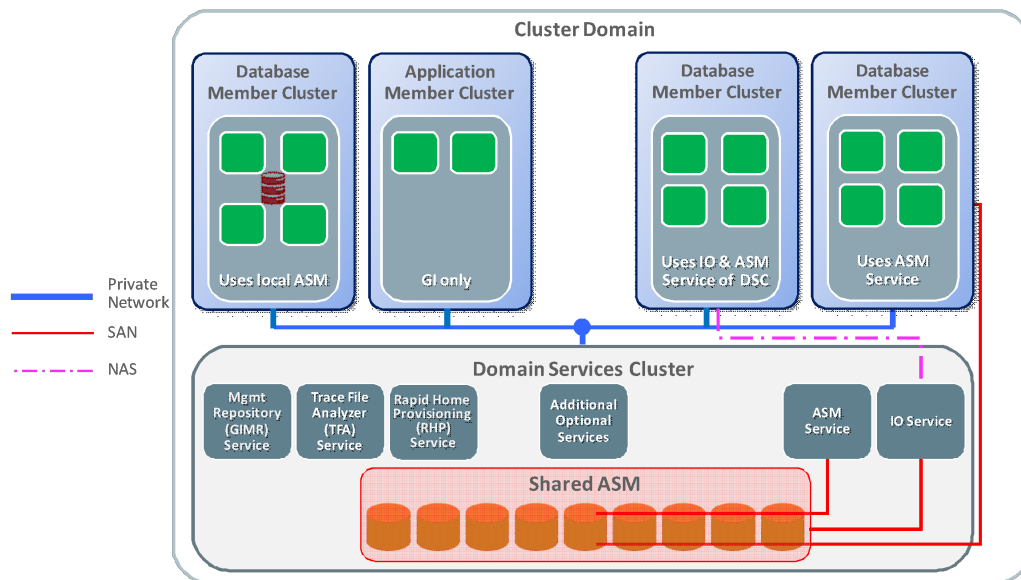 Cluster Domain
Database
Member Cluster
Uses local ASM
Application
Member Cluster
GI only
Database
Member Cluster
Uses IO & ASM
Service of DSC
Database
Member Cluster
Uses ASM
Service
Private
Network
SAN
NAS
Domain Services Cluster
Mgmt
Repository
(GIMR)
Service
Trace File
Analyzer
(TFA)
Service
Rapid Home
Provisioning
(RHP)
Service
Additional
Optional
Services
ASM
Service
IO Service
Shared ASM